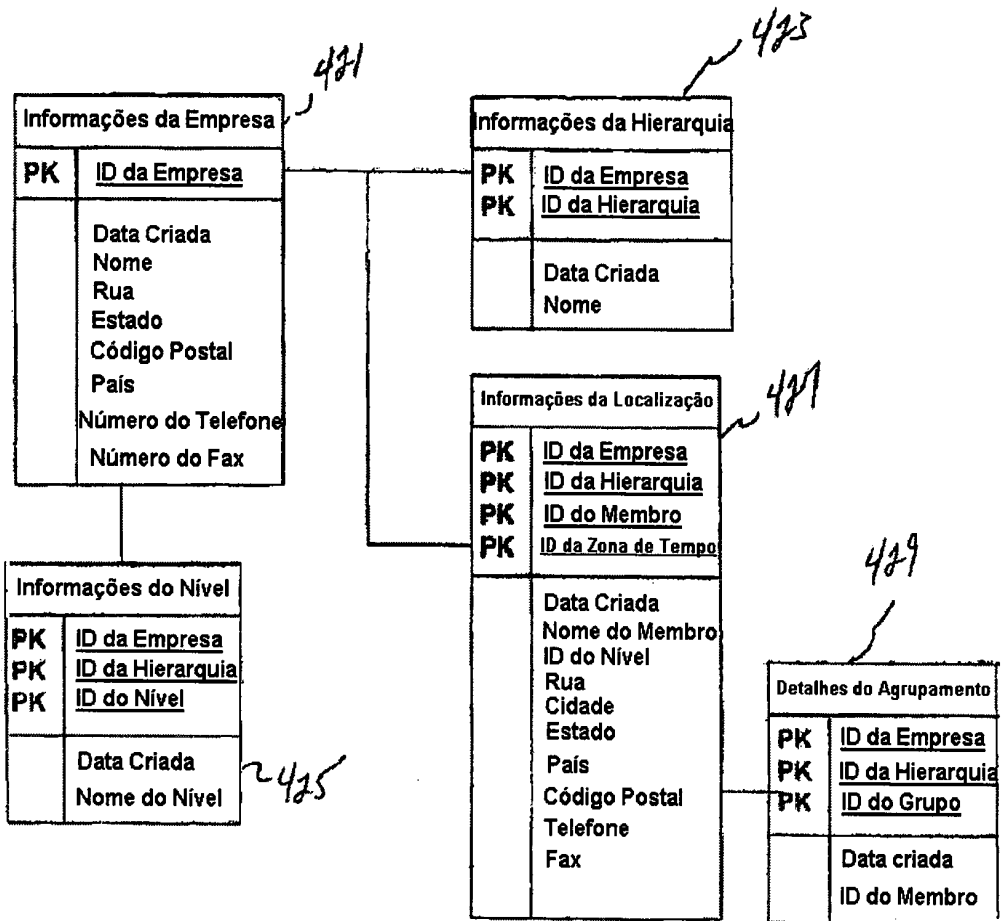 421
Informações da Empresa
PK ID da Empresa
Data Criada
Nome
Rua
Estado
Código Postal
País
Número do Telefone
Número do Fax
423
Informações da Hierarquia
PK ID da Empresa
PK ID da Hierarquia
Data Criada
Nome
427
Informações da Localização
PK ID da Empresa
PK ID da Hierarquia
PK ID do Membro
PK ID da Zona de Tempo
Data Criada
Nome do Membro
ID do Nível
Rua
Cidade
Estado
País
Código Postal
Telefone
Fax
Informações do Nível
PK ID da Empresa
PK ID da Hierarquia
PK ID do Nível
Data Criada
Nome do Nível
425
429
Detalhes do Agrupamento
PK ID da Empresa
PK ID da Hierarquia
PK ID do Grupo
Data criada
ID do Membro